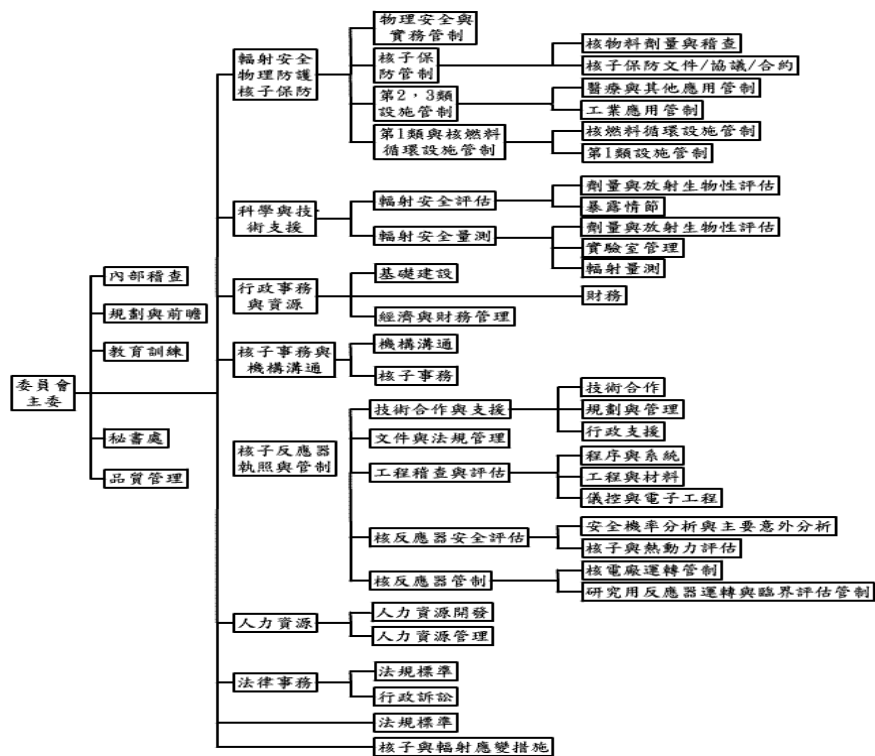 委員會
主委
內部稽查
規劃與前瞻
教育訓練
秘書處
品質管理
輻射安全
物理防護
核子保防
物理安全與
實務管制
核子保
防管制
核物料劑量與稽查
核子保防文件/協議/合約
第2，3類
設施管制
醫療與其他應用管制
工業應用管制
第1類與核燃料
循環設施管制
核燃料循環設施管制
第1類設施管制
科學與技
術支援
輻射安全評估
劑量與放射生物性評估
暴露情節
輻射安全量測
劑量與放射生物性評估
實驗室管理
輻射量測
行政事務
與資源
基礎建設
財務
經濟與財務管理
核子事務與
機構溝通
機構溝通
核子事務
核子反應器
執照與管制
技術合作與支援
技術合作
規劃與管理
行政支援
文件與法規管理
工程稽查與評估
程序與系統
工程與材料
儀控與電子工程
核反應器安全評估
安全機率分析與主要意外分析
核子與熱動力評估
核反應器管制
核電廠運轉管制
研究用反應器運轉與臨界評估管制
人力資源
人力資源開發
人力資源管理
法律事務
法規標準
行政訴訟
法規標準
核子與輻射應變措施